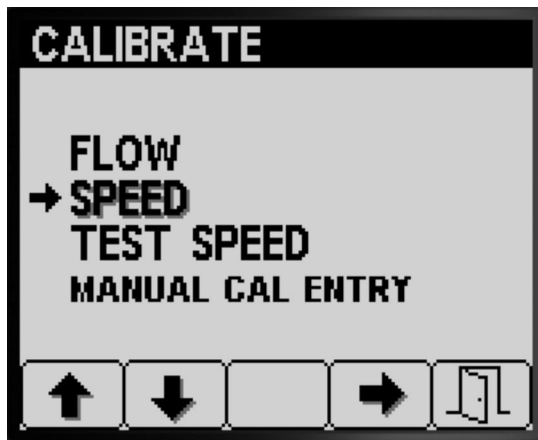 CALIBRATE
FLOW
SPEED
TEST SPEED
MANUAL CAL ENTRY